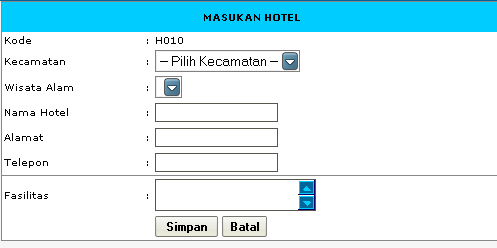 MASUKAN HOTEL
Kode : H010
Kecamatan : -- Pilih Kecamatan --
Wisata Alam :
Nama Hotel :
Alamat :
Telepon :
Fasilitas :
Simpan Batal